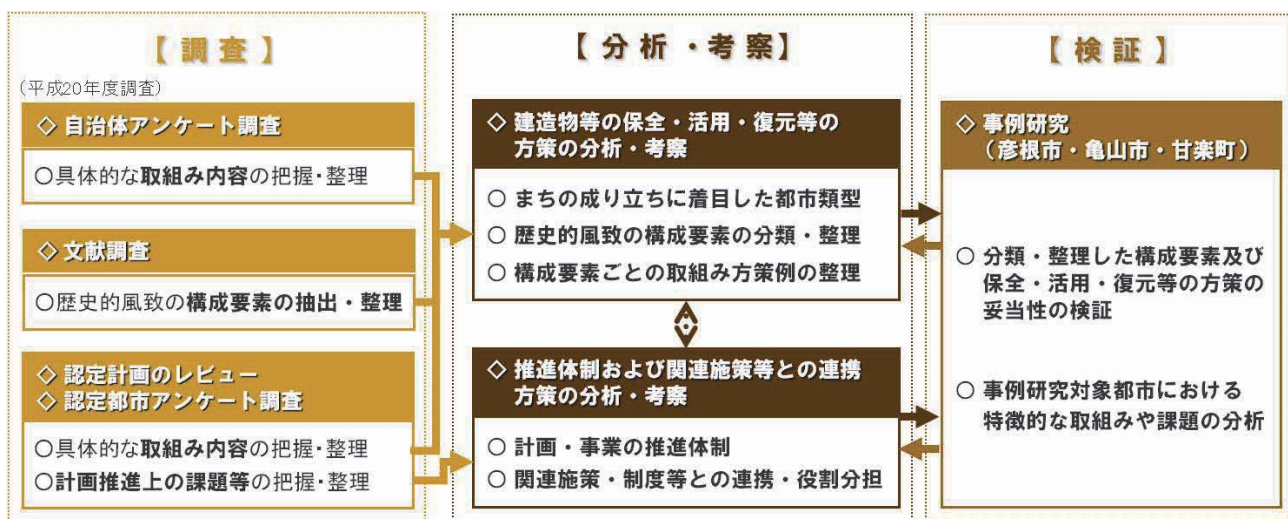 【調査】
(平成20年度調査)
◇ 自治体アンケート調査
○具体的な取組み内容の把握・整理
◇ 文献調査
○歴史的風致の構成要素の抽出・整理
◇ 認定計画のレビュー
◇ 認定都市アンケート調査
○具体的な取組み内容の把握・整理
○計画推進上の課題等の把握・整理
【分析・考察】
◇ 建造物等の保全・活用・復元等の
方策の分析・考察
○ まちの成り立ちに着目した都市類型
○ 歴史的風致の構成要素の分類・整理
○ 構成要素ごとの取組み方策例の整理
◇ 推進体制および関連施策等との連携
方策の分析・考察
○ 計画・事業の推進体制
○ 関連施策・制度等との連携・役割分担
【検証】
◇ 事例研究
(彦根市・亀山市・甘楽町)
○ 分類・整理した構成要素及び
保全・活用・復元等の方策の
妥当性の検証
○ 事例研究対象都市における
特徴的な取組みや課題の分析